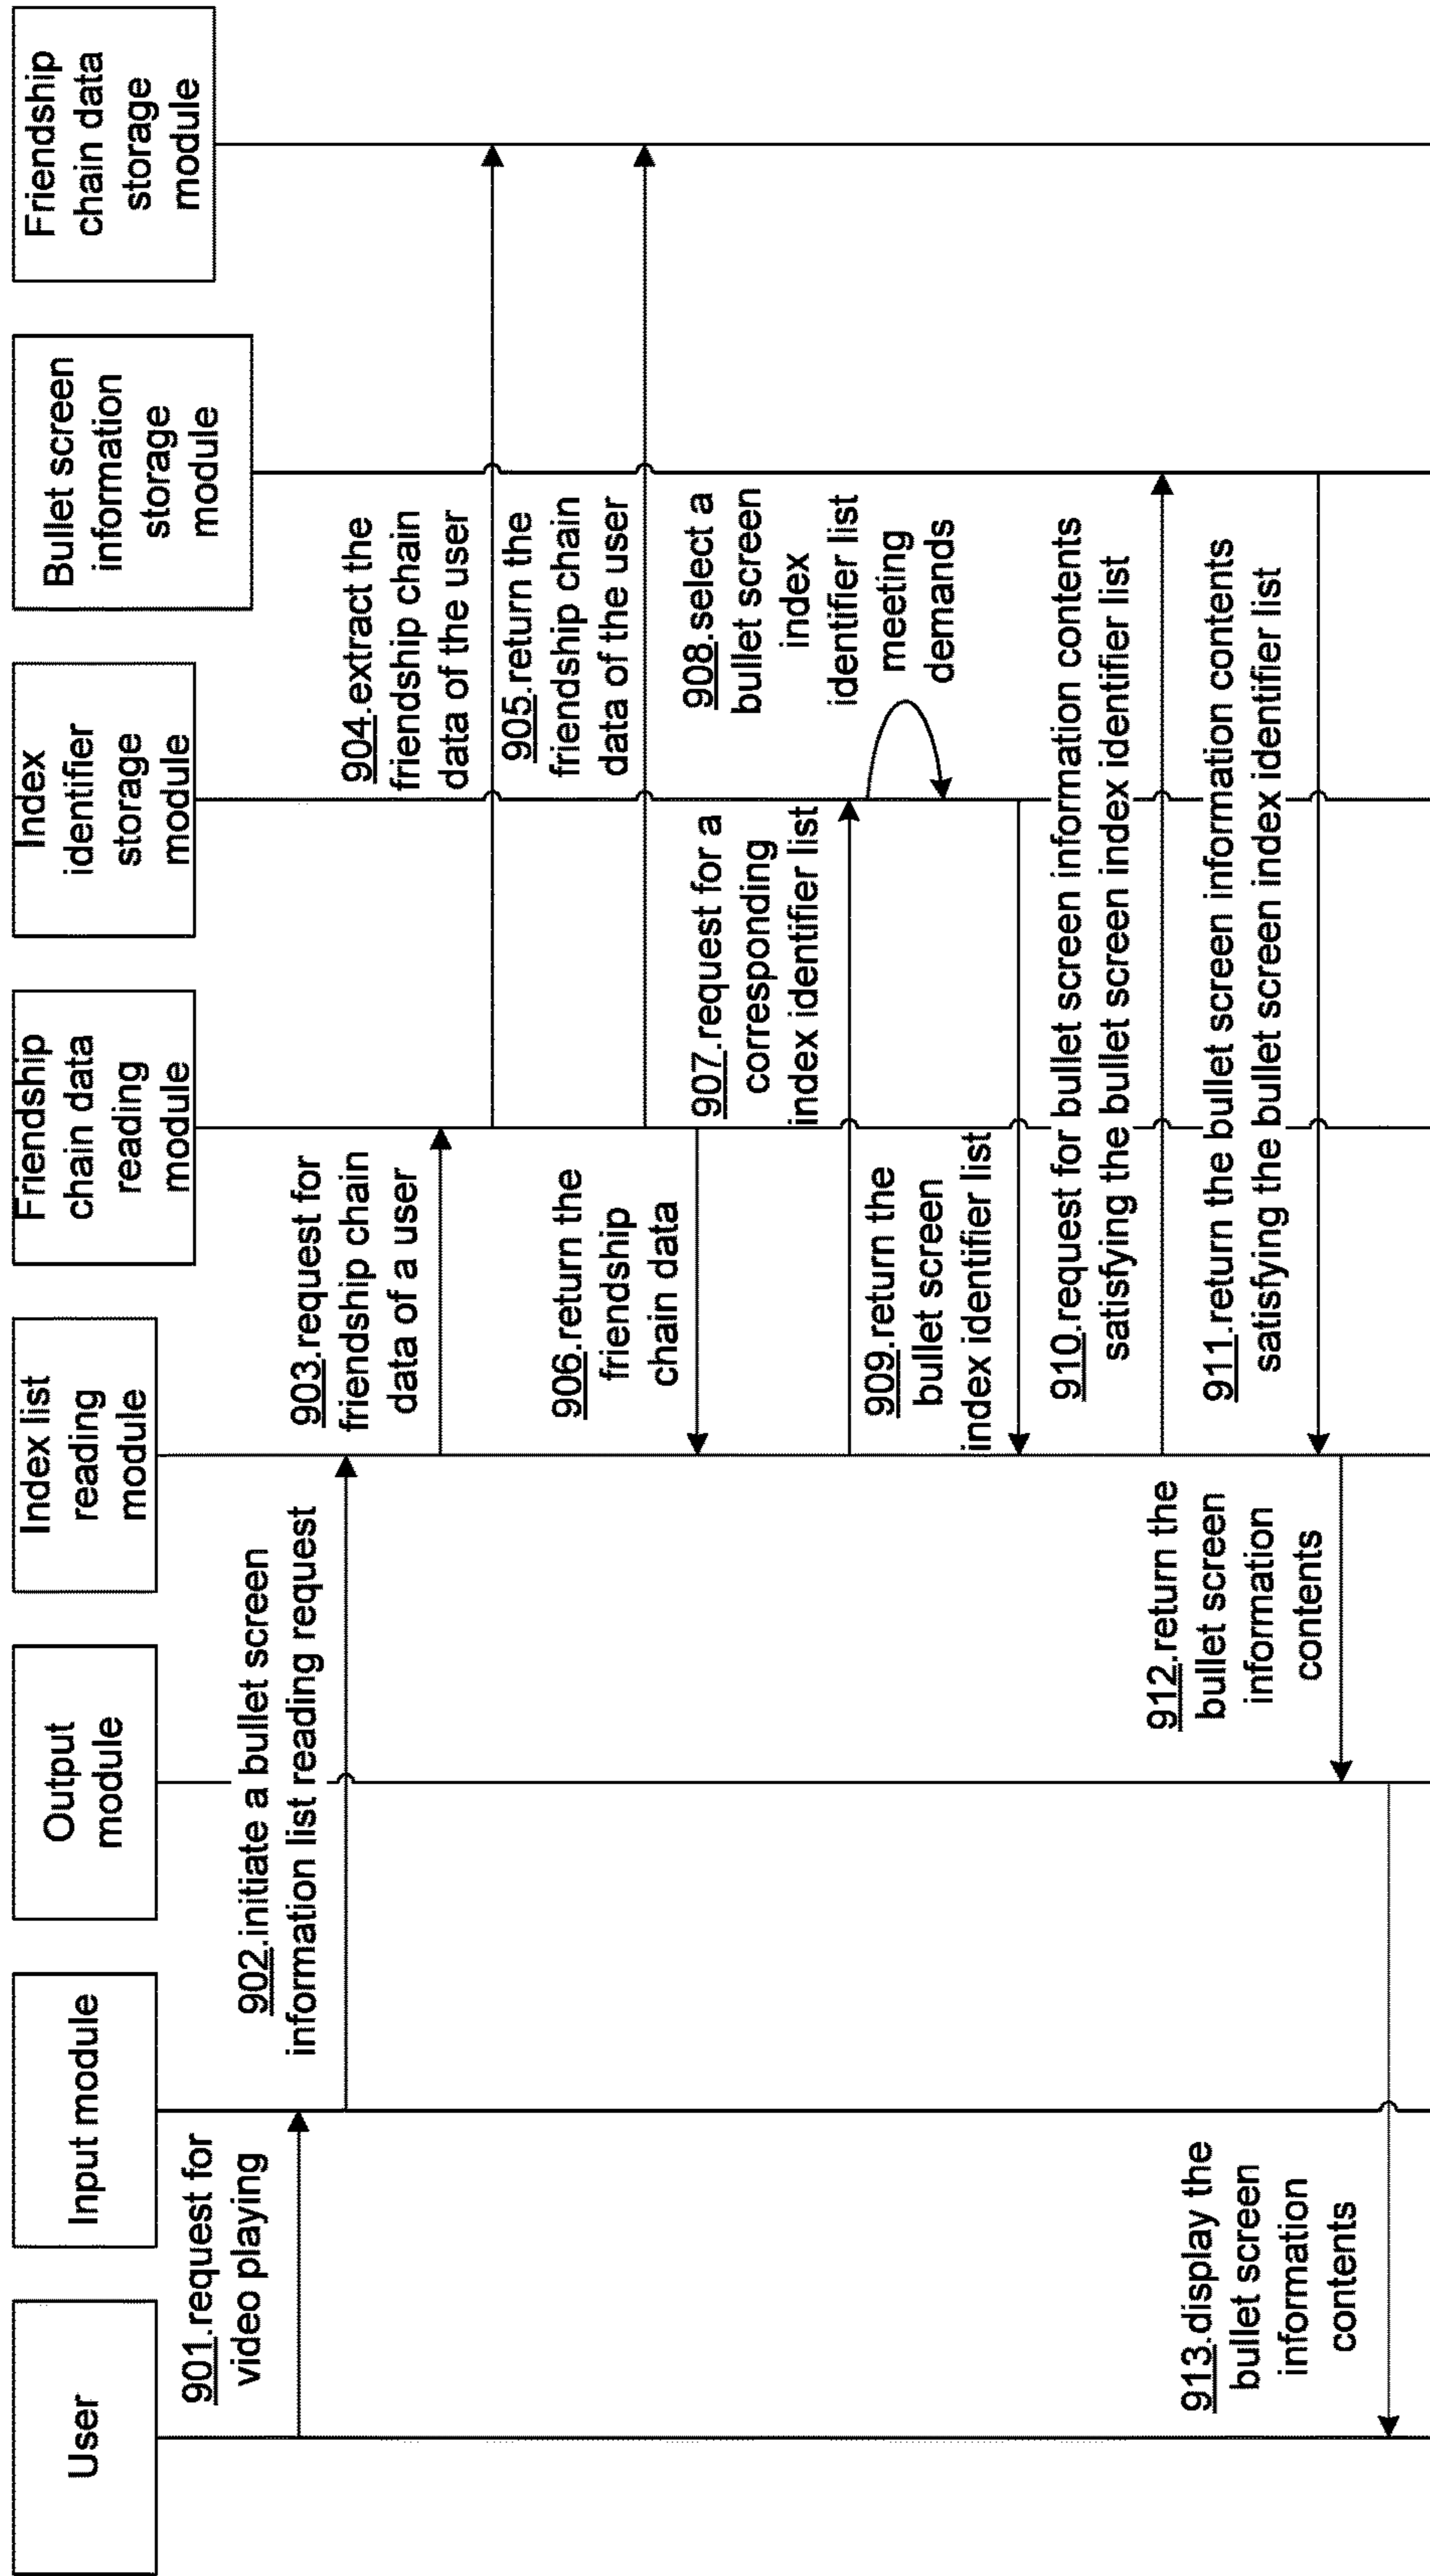 User
Input module
Output
module
Index list
reading
module
Friendship
chain data
reading
module
Index
identifier
storage
module
Bullet screen
information
storage
module
Friendship
chain data
storage
module
901.request for
video playing
902.initiate a bullet screen
information list reading request
903.request for
friendship chain
data of a user
904.extract the
friendship chain
data of the user
905.return the
friendship chain
data of the user
906.return the
friendship
chain data
907.request for a
corresponding
index identifier list
908.select a
bullet screen
index
identifier list
meeting
demands
909.return the
bullet screen
index identifier list
910.request for bullet screen information contents
satisfying the bullet screen index identifier list
911.return the bullet screen information contents
satisfying the bullet screen index identifier list
912.return the
bullet screen
information
contents
913.display the
bullet screen
information
contents